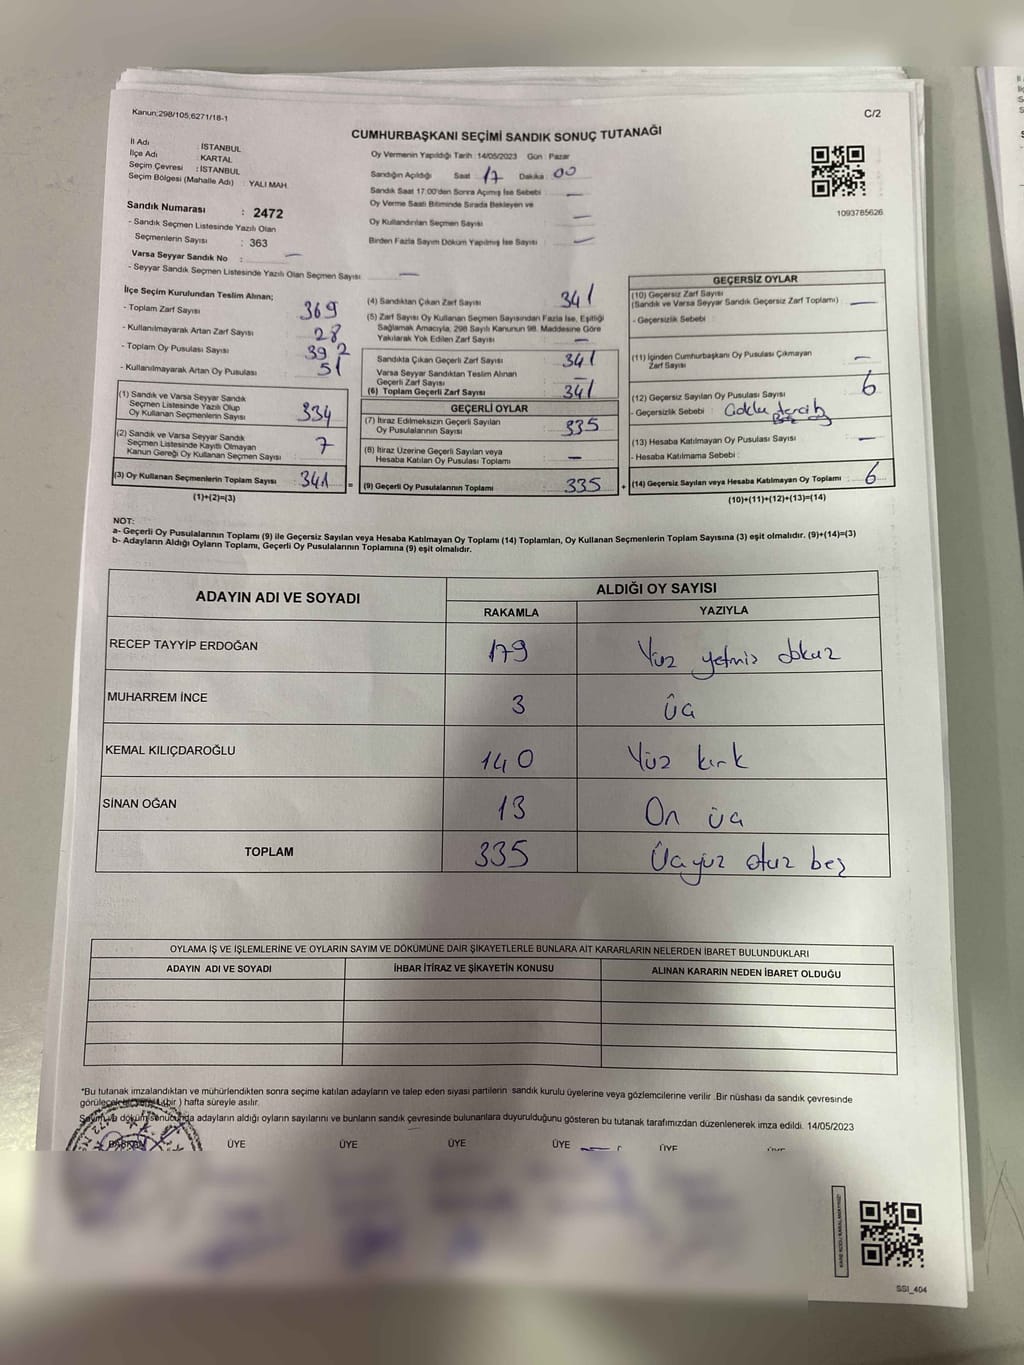 Kanun;298/105,6271/18-1
C/2
CUMHURBAŞKANI SEÇİMİ SANDIK SONUÇ TUTANAĞI
İl Adı : İSTANBUL
İlçe Adı : KARTAL
Seçim Çevresi : İSTANBUL
Seçim Bölgesi (Mahalle Adı) : YALI MAH.
Sandık Numarası : 2472
- Sandık Seçmen Listesinde Yazılı Olan
Seçmenlerin Sayısı : 363
Varsa Seyyar Sandık No : —
- Seyyar Sandık Seçmen Listesinde Yazılı Olan Seçmen Sayısı —
Oy Vermenin Yapıldığı Tarih :14/05/2023 Gün : Pazar
Sandığın Açıldığı Saat 17 Dakika 00
Sandık Saat 17:00'den Sonra Açımış İse Sebebi : —
Oy Verme Saati Bitiminde Sırada Bekleyen ve
Oy Kullandırılan Seçmen Sayısı : —
Birden Fazla Sayım Döküm Yapılmış İse Sayısı : —
1093785626
İlçe Seçim Kurulundan Teslim Alınan;
- Toplam Zarf Sayısı : 369
- Kullanılmayarak Artan Zarf Sayısı : 28
- Toplam Oy Pusulası Sayısı : 392
- Kullanılmayarak Artan Oy Pusulası : 51
(1) Sandık ve Varsa Seyyar Sandık
Seçmen Listesinde Yazılı Olup
Oy Kullanan Seçmenlerin Sayısı : 334
(2) Sandık ve Varsa Seyyar Sandık
Seçmen Listesinde Kayıtlı Olmayan
Kanun Gereği Oy Kullanan Seçmen Sayısı : 7
(3) Oy Kullanan Seçmenlerin Toplam Sayısı : 341 =
(1)+(2)=(3)
(4) Sandıktan Çıkan Zarf Sayısı : 341
(5) Zarf Sayısı Oy Kullanan Seçmen Sayısından Fazla İse, Eşitliği
Sağlamak Amacıyla, 298 Sayılı Kanunun 98. Maddesine Göre
Yakılarak Yok Edilen Zarf Sayısı : —
Sandıkta Çıkan Geçerli Zarf Sayısı : 341
Varsa Seyyar Sandıktan Teslim Alınan
Geçerli Zarf Sayısı : —
(6) Toplam Geçerli Zarf Sayısı : 341
GEÇERLİ OYLAR
(7) İtiraz Edilmeksizin Geçerli Sayılan
Oy Pusulalarının Sayısı : 335
(8) İtiraz Üzerine Geçerli Sayılan veya
Hesaba Katılan Oy Pusulası Toplamı : —
(9) Geçerli Oy Pusulalarının Toplamı : 335 +
GEÇERSİZ OYLAR
(10) Geçersiz Zarf Sayısı
(Sandık ve Varsa Seyyar Sandık Geçersiz Zarf Toplamı) : —
- Geçersizlik Sebebi :
(11) İçinden Cumhurbaşkanı Oy Pusulası Çıkmayan
Zarf Sayısı : —
(12) Geçersiz Sayılan Oy Pusulası Sayısı : 6
- Geçersizlik Sebebi :
(13) Hesaba Katılmayan Oy Pusulası Sayısı : —
- Hesaba Katılmama Sebebi :
(14) Geçersiz Sayılan veya Hesaba Katılmayan Oy Toplamı : 6
(10)+(11)+(12)+(13)=(14)
NOT:
a- Geçerli Oy Pusulalarının Toplamı (9) ile Geçersiz Sayılan veya Hesaba Katılmayan Oy Toplamı (14) Toplamları, Oy Kullanan Seçmenlerin Toplam Sayısına (3) eşit olmalıdır. (9)+(14)=(3)
b- Adayların Aldığı Oyların Toplamı, Geçerli Oy Pusulalarının Toplamına (9) eşit olmalıdır.
ADAYIN ADI VE SOYADI
ALDIĞI OY SAYISI
RAKAMLA YAZIYLA
RECEP TAYYİP ERDOĞAN 179 Yüz yetmiş dokuz
MUHARREM İNCE 3 üç
KEMAL KILIÇDAROĞLU 140 Yüz kırk
SİNAN OĞAN 13 On üç
TOPLAM 335 Üçyüz otuz beş
OYLAMA İŞ VE İŞLEMLERİNE VE OYLARIN SAYIM VE DÖKÜMÜNE DAİR ŞİKAYETLERLE BUNLARA AİT KARARLARIN NELERDEN İBARET BULUNDUKLARI
ADAYIN ADI VE SOYADI İHBAR İTİRAZ VE ŞİKAYETİN KONUSU ALINAN KARARIN NEDEN İBARET OLDUĞU
*Bu tutanak imzalandıktan ve mühürlendikten sonra seçime katılan adayların ve talep eden siyasi partilerin sandık kurulu üyelerine veya gözlemcilerine verilir .Bir nüshası da sandık çevresinde
(bir ) hafta süreyle asılır.
adayların aldığı oyların sayılarını ve bunların sandık çevresinde bulunanlara duyurulduğunu gösteren bu tutanak tarafımızdan düzenlenerek imza edildi. 14/05/2023
BAŞKAN ÜYE ÜYE ÜYE ÜYE ÜYE
SSI_404